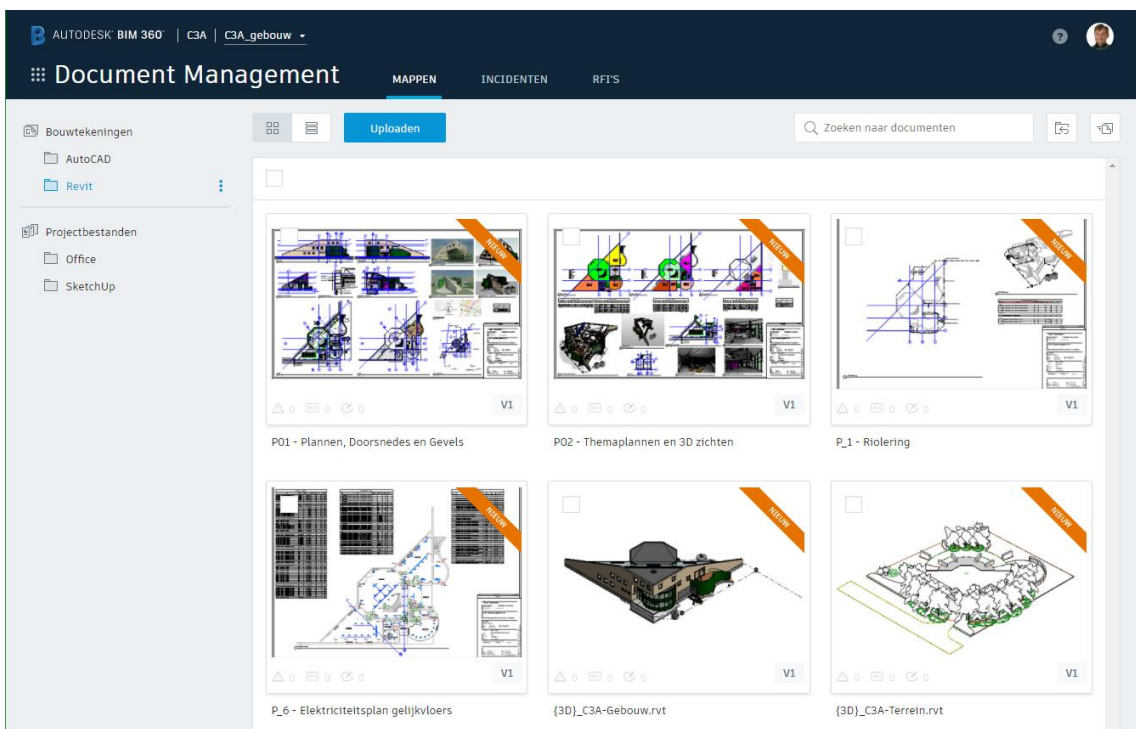 AUTODESK® BIM 360® | C3A | C3A_gebouw
Document Management
MAPPEN
INCIDENTEN
RFI'S
Bouwtekeningen
AutoCAD
Revit
Projectbestanden
Office
SketchUp
Uploaden
Zoeken naar documenten
NIEUW
0 0 0
V1
P01 - Plannen, Doorsnedes en Gevels
NIEUW
0 0 0
V1
P02 - Themaplannen en 3D zichten
NIEUW
0 0 0
V1
P_1 - Riolering
NIEUW
0 0 0
V1
P_6 - Elektriciteitsplan gelijkvloers
NIEUW
0 0 0
V1
{3D}_C3A-Gebouw.rvt
NIEUW
0 0 0
V1
{3D}_C3A-Terrein.rvt